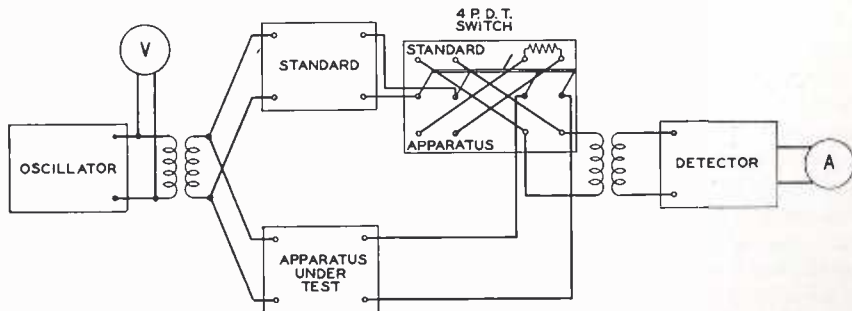 4 P. D. T.
SWITCH
V
STANDARD
STANDARD
OSCILLATOR
APPARATUS
DETECTOR
A
APPARATUS
UNDER
TEST